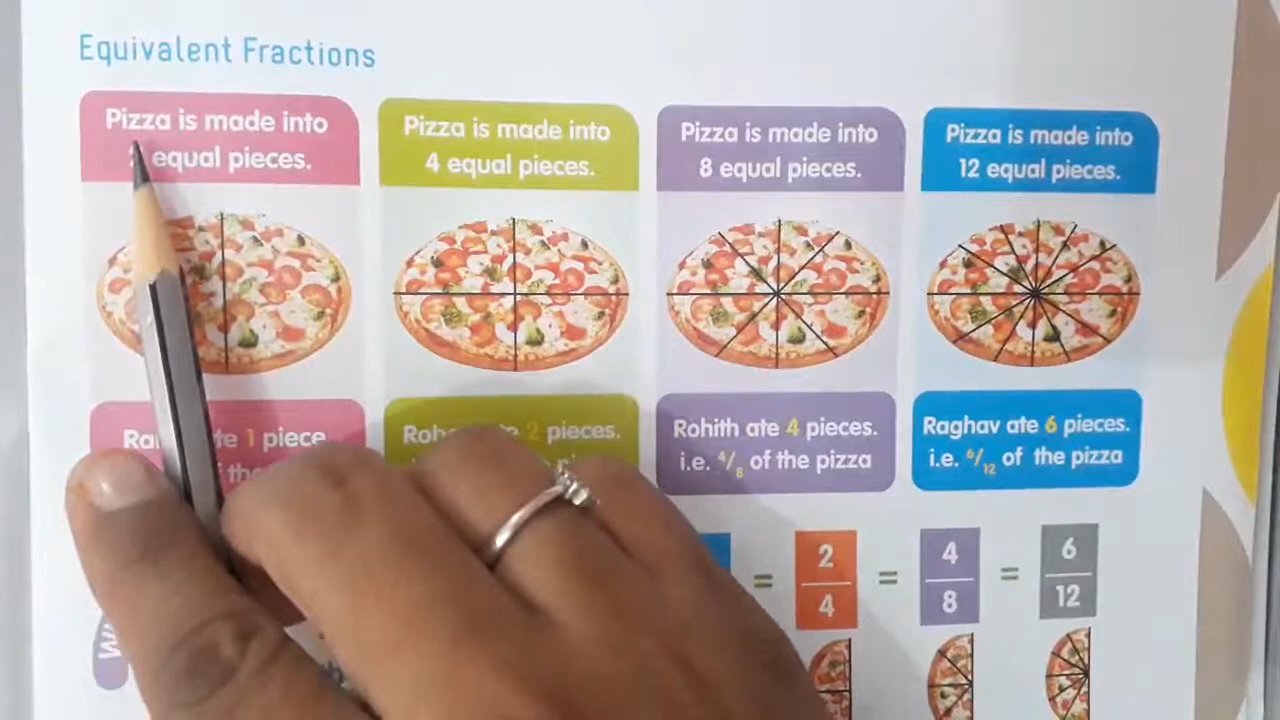 Equivalent Fractions
Pizza is made into
equal pieces.
Pizza is made into
4 equal pieces.
Pizza is made into
8 equal pieces.
Pizza is made into
12 equal pieces.
1 piece
2 pieces.
Rohith ate 4 pieces.
i.e. 4/8 of the pizza
Raghav ate 6 pieces.
i.e. 6/12 of the pizza
= 2/4 = 4/8 = 6/12